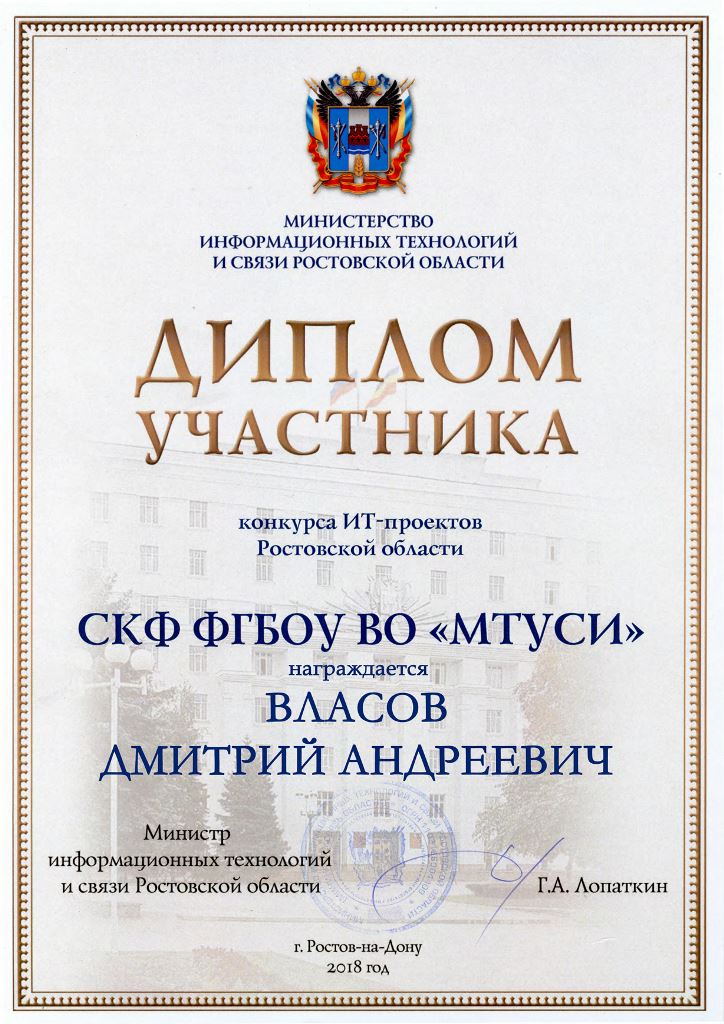 МИНИСТЕРСТВО
ИНФОРМАЦИОННЫХ ТЕХНОЛОГИЙ
И СВЯЗИ РОСТОВСКОЙ ОБЛАСТИ
ДИПЛОМ
УЧАСТНИКА
конкурса ИТ-проектов
Ростовской области
СКФ ФГБОУ ВО «МТУСИ»
награждается
ВЛАСОВ
ДМИТРИЙ АНДРЕЕВИЧ
Министр
информационных технологий
и связи Ростовской области
Г.А. Лопаткин
г. Ростов-на-Дону
2018 год